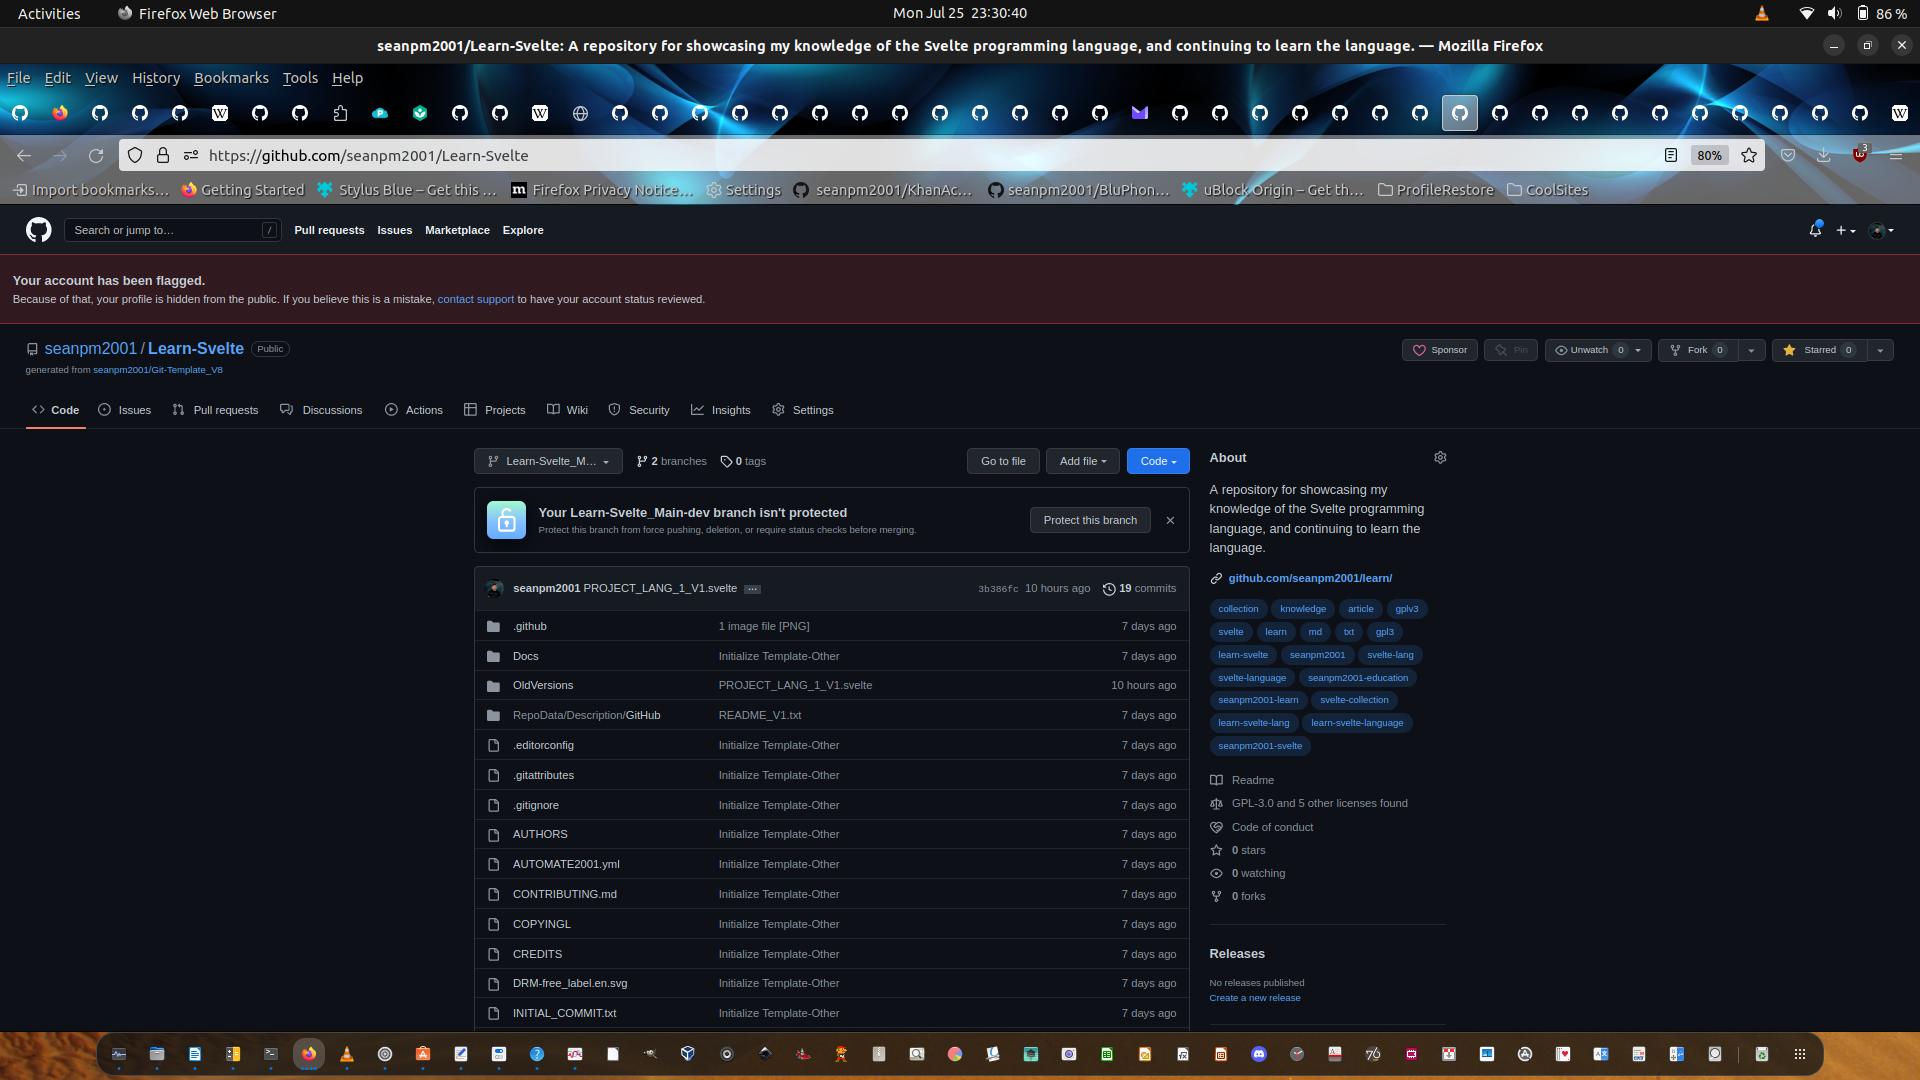 Activities
Firefox Web Browser
Mon Jul 25 23:30:40
86 %
seanpm2001/Learn-Svelte: A repository for showcasing my knowledge of the Svelte programming language, and continuing to learn the language. — Mozilla Firefox
File Edit View History Bookmarks Tools Help
https://github.com/seanpm2001/Learn-Svelte
80%
3
Import bookmarks…
Getting Started
Stylus Blue – Get this …
Firefox Privacy Notice…
Settings
seanpm2001/KhanAc…
seanpm2001/BluPhon…
uBlock Origin – Get th…
ProfileRestore
CoolSites
Search or jump to…
/
Pull requests
Issues
Marketplace
Explore
Your account has been flagged.
Because of that, your profile is hidden from the public. If you believe this is a mistake, contact support to have your account status reviewed.
seanpm2001 / Learn-Svelte
Public
Sponsor
Pin
Unwatch 0
Fork 0
Starred 0
generated from seanpm2001/Git-Template_V8
Code
Issues
Pull requests
Discussions
Actions
Projects
Wiki
Security
Insights
Settings
Learn-Svelte_M…
2 branches
0 tags
Go to file
Add file
Code
Your Learn-Svelte_Main-dev branch isn't protected
Protect this branch from force pushing, deletion, or require status checks before merging.
Protect this branch
seanpm2001 PROJECT_LANG_1_V1.svelte
3b386fc 10 hours ago
19 commits
.github 1 image file [PNG] 7 days ago
Docs Initialize Template-Other 7 days ago
OldVersions PROJECT_LANG_1_V1.svelte 10 hours ago
RepoData/Description/GitHub README_V1.txt 7 days ago
.editorconfig Initialize Template-Other 7 days ago
.gitattributes Initialize Template-Other 7 days ago
.gitignore Initialize Template-Other 7 days ago
AUTHORS Initialize Template-Other 7 days ago
AUTOMATE2001.yml Initialize Template-Other 7 days ago
CONTRIBUTING.md Initialize Template-Other 7 days ago
COPYINGL Initialize Template-Other 7 days ago
CREDITS Initialize Template-Other 7 days ago
DRM-free_label.en.svg Initialize Template-Other 7 days ago
INITIAL_COMMIT.txt Initialize Template-Other 7 days ago
About
A repository for showcasing my
knowledge of the Svelte programming
language, and continuing to learn the
language.
github.com/seanpm2001/learn/
collection knowledge article gplv3
svelte learn md txt gpl3
learn-svelte seanpm2001 svelte-lang
svelte-language seanpm2001-education
seanpm2001-learn svelte-collection
learn-svelte-lang learn-svelte-language
seanpm2001-svelte
Readme
GPL-3.0 and 5 other licenses found
Code of conduct
0 stars
0 watching
0 forks
Releases
No releases published
Create a new release